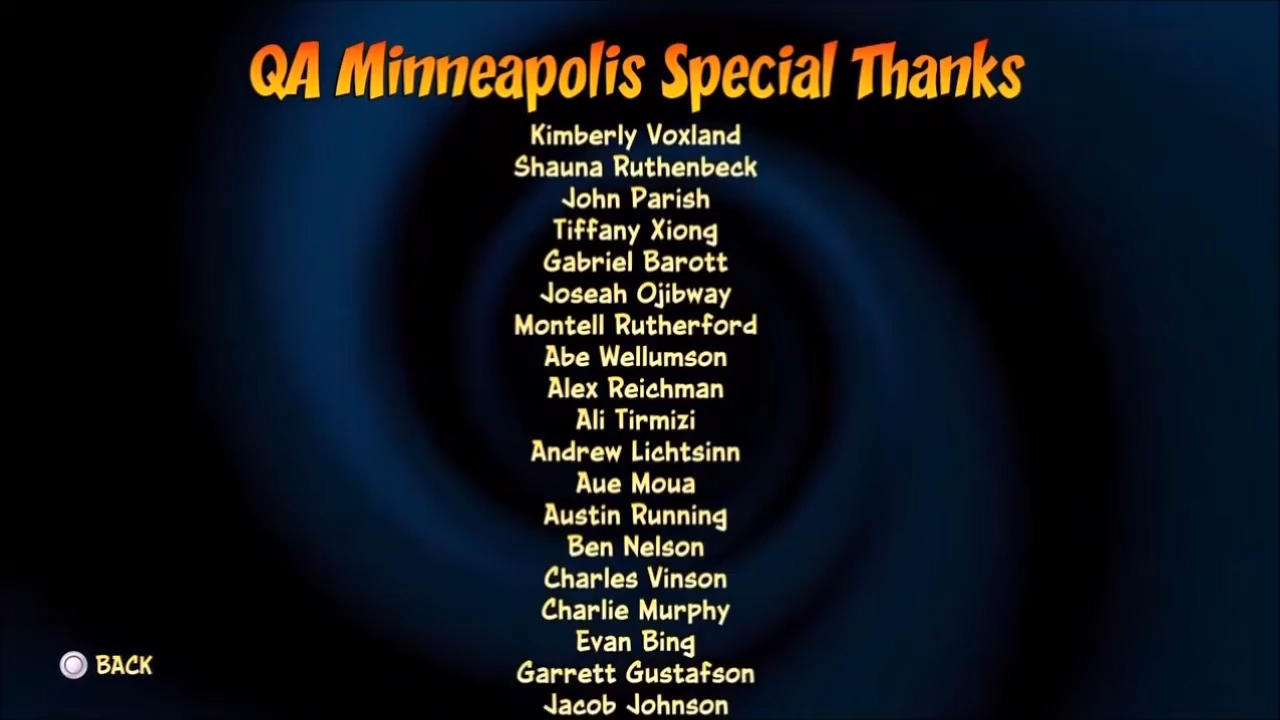 QA Minneapolis Special Thanks
Kimberly Voxland
Shauna Ruthenbeck
John Parish
Tiffany Xiong
Gabriel Barott
Joseah Ojibway
Montell Rutherford
Abe Wellumson
Alex Reichman
Ali Tirmizi
Andrew Lichtsinn
Aue Moua
Austin Running
Ben Nelson
Charles Vinson
Charlie Murphy
Evan Bing
Garrett Gustafson
Jacob Johnson
BACK